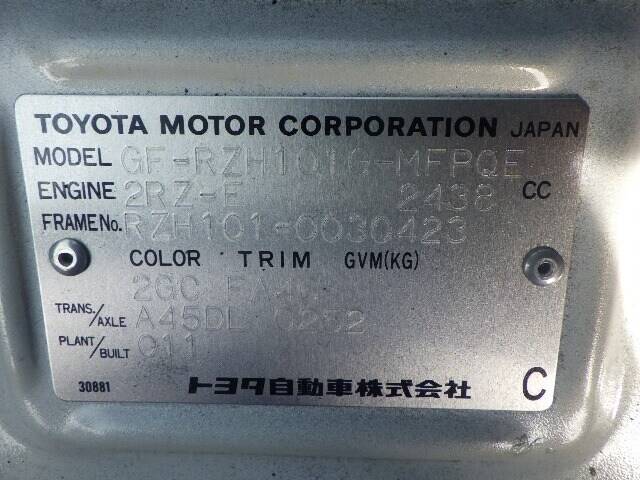 TOYOTA MOTOR CORPORATION JAPAN
MODEL GF-RZH101G-MFPQE
ENGINE 2RZ-E 2438 CC
FRAME No. RZH101-0030423
COLOR TRIM GVM(KG)
2GC
TRANS./AXLE A45DL
PLANT/BUILT 011
30881 トヨタ自動車株式会社 C